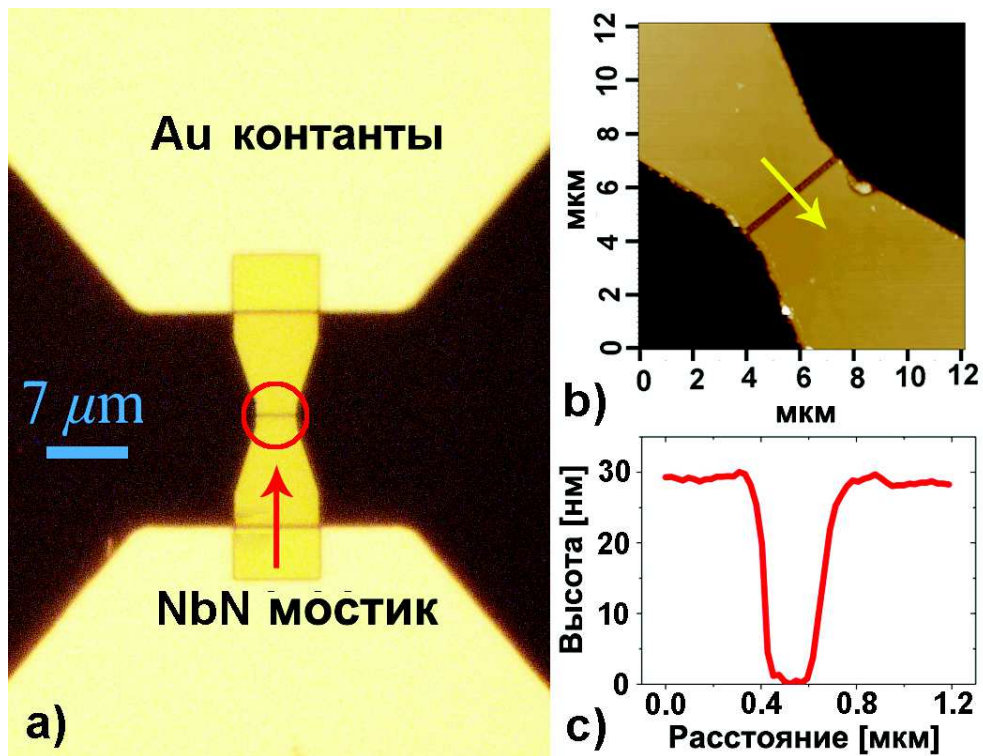 Au контанты
7 μm
NbN мостик
a)
12
10
8
6
4
2
0
мкм
0 2 4 6 8 10 12
мкм
b)
30
20
10
0
Высота [нм]
0.0 0.4 0.8 1.2
Расстояние [мкм]
c)